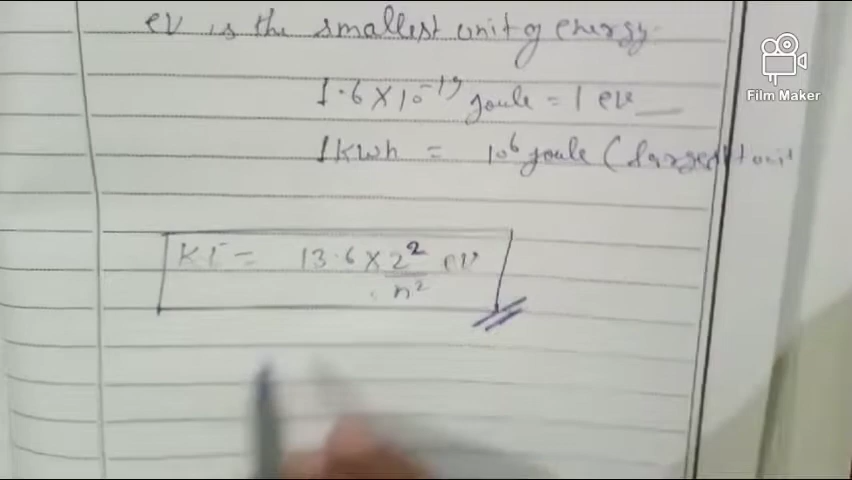 ev is the smallest unit of energy.
1.6 X 10⁻¹⁹ joule = 1 ev
Film Maker
1 kwh = 10⁶ joule ( largest unit
KE = 13.6 X Z² ev
n²